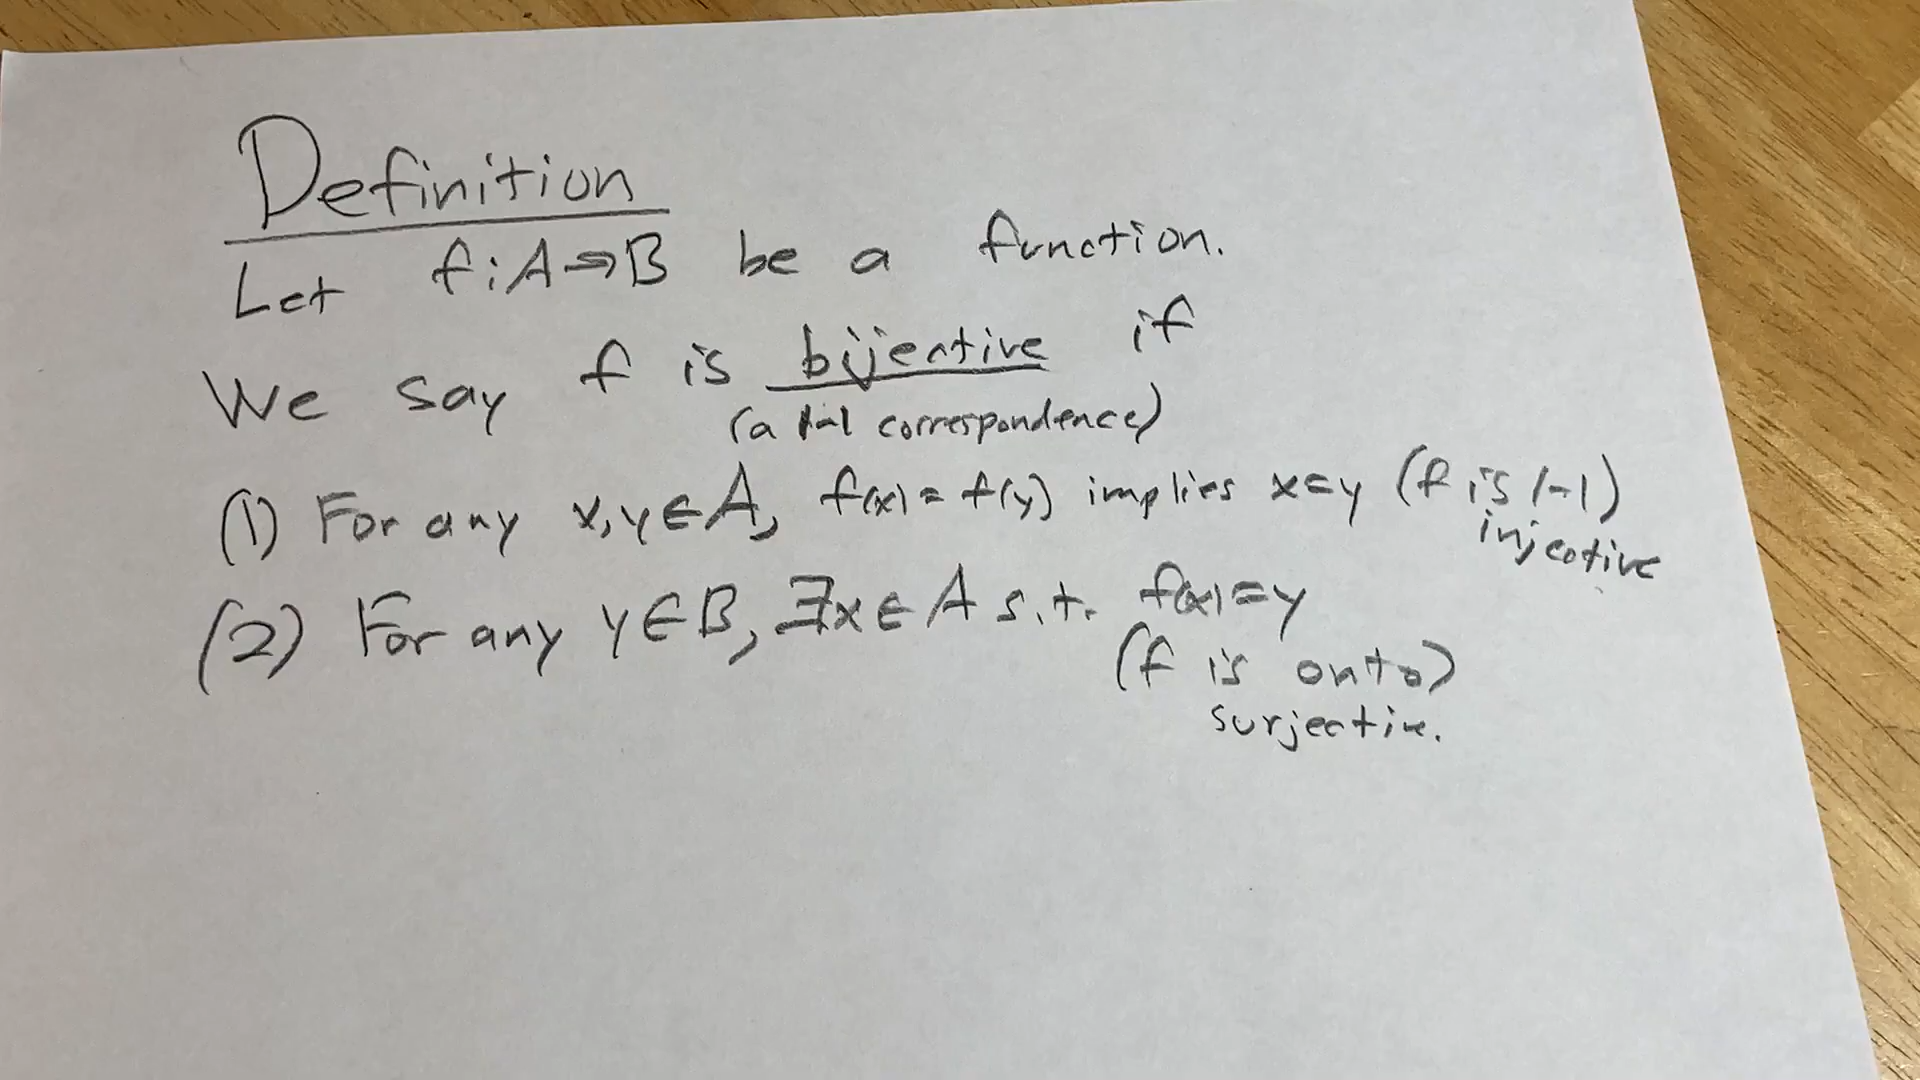 Definition
Let f:A→B be a function.
We say f is bijective if
(a 1-1 correspondence)
(1) For any x,y∈A, f(x)=f(y) implies x=y (f is 1-1)
injective
(2) For any y∈B, ∃x∈A s.t. f(x)=y
(f is onto)
surjective.